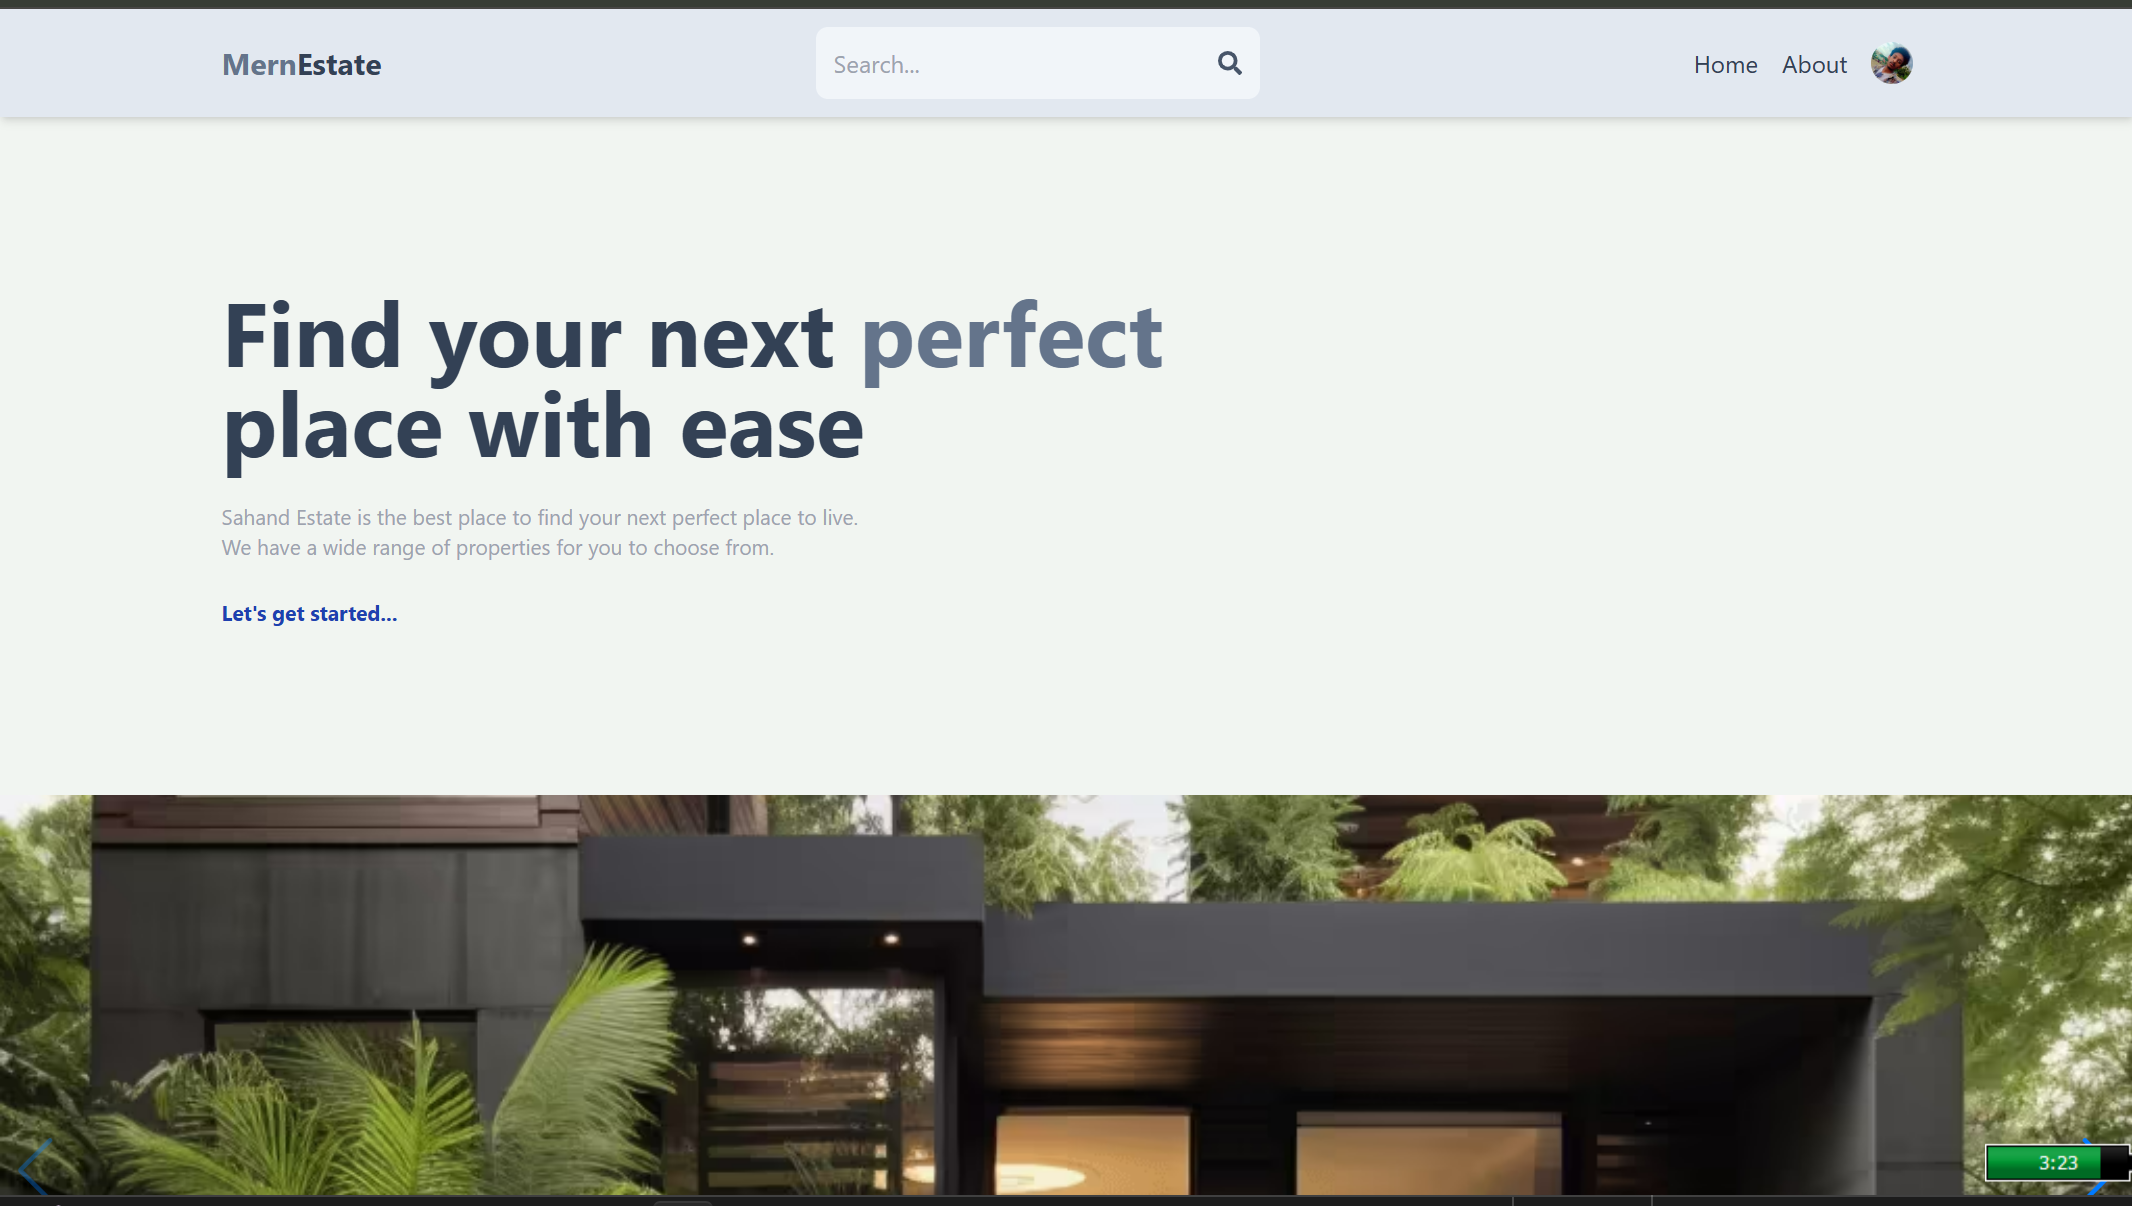 MernEstate
Search...
Home
About
Find your next perfect
place with ease
Sahand Estate is the best place to find your next perfect place to live.
We have a wide range of properties for you to choose from.
Let's get started...
3:23